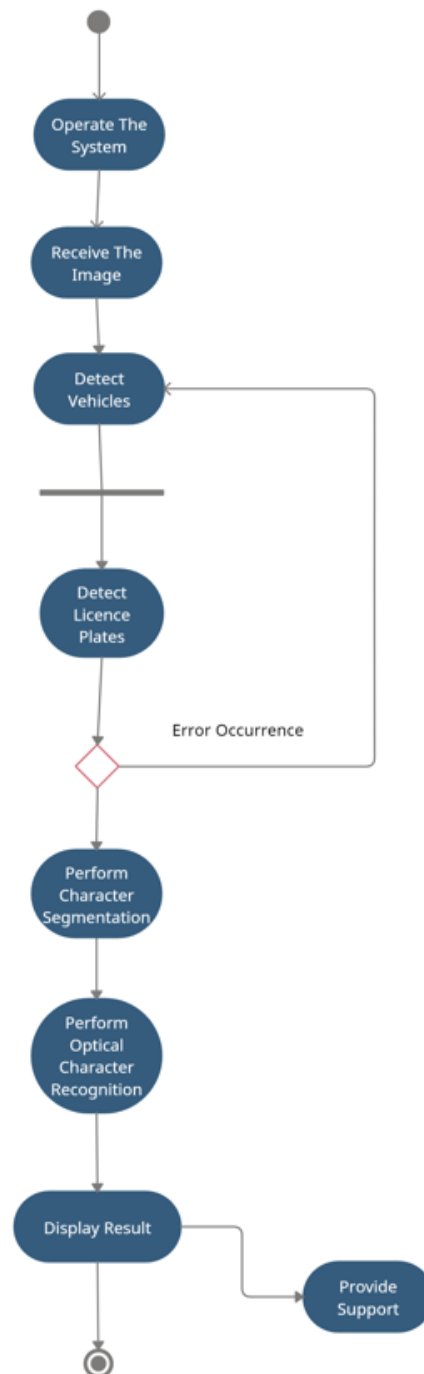 Operate The
System
Receive The
Image
Detect
Vehicles
Detect
Licence
Plates
Error Occurrence
Perform
Character
Segmentation
Perform
Optical
Character
Recognition
Display Result
Provide
Support